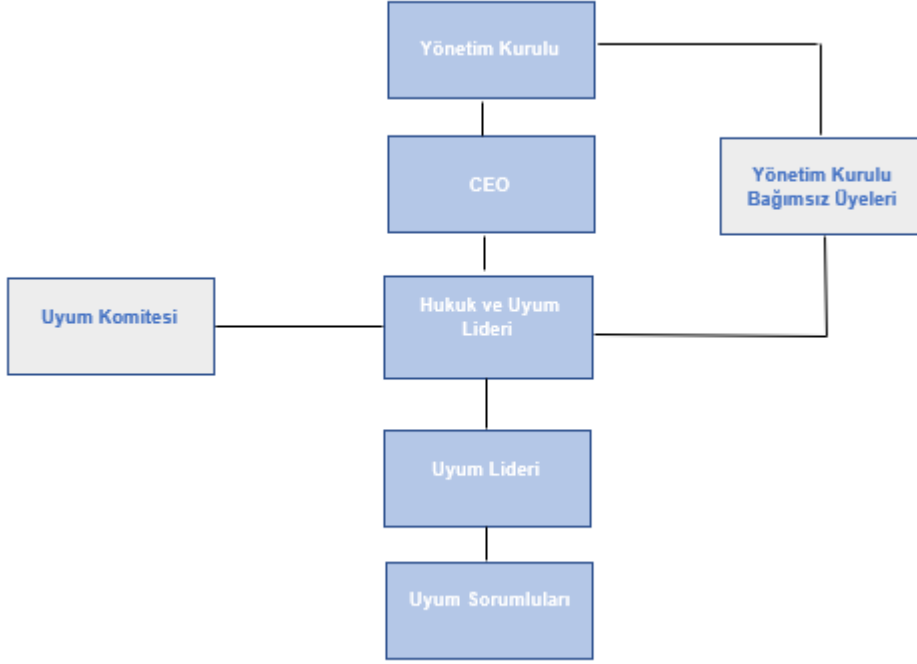 Yönetim Kurulu
CEO
Yönetim Kurulu
Bağımsız Üyeleri
Uyum Komitesi
Hukuk ve Uyum
Lideri
Uyum Lideri
Uyum Sorumluları